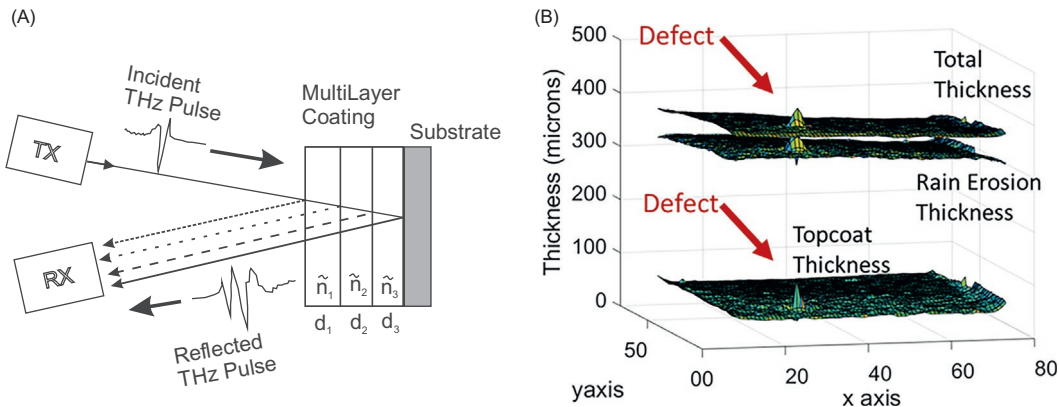 (A)
Incident
THz Pulse
MultiLayer
Coating
Substrate
TX
RX
ñ₁ ñ₂ ñ₃
d₁ d₂ d₃
Reflected
THz Pulse
(B)
500
400
300
200
100
0
Thickness (microns)
Defect
Total
Thickness
Rain Erosion
Thickness
Defect
Topcoat
Thickness
50
00
20
40
60
80
yaxis
x axis